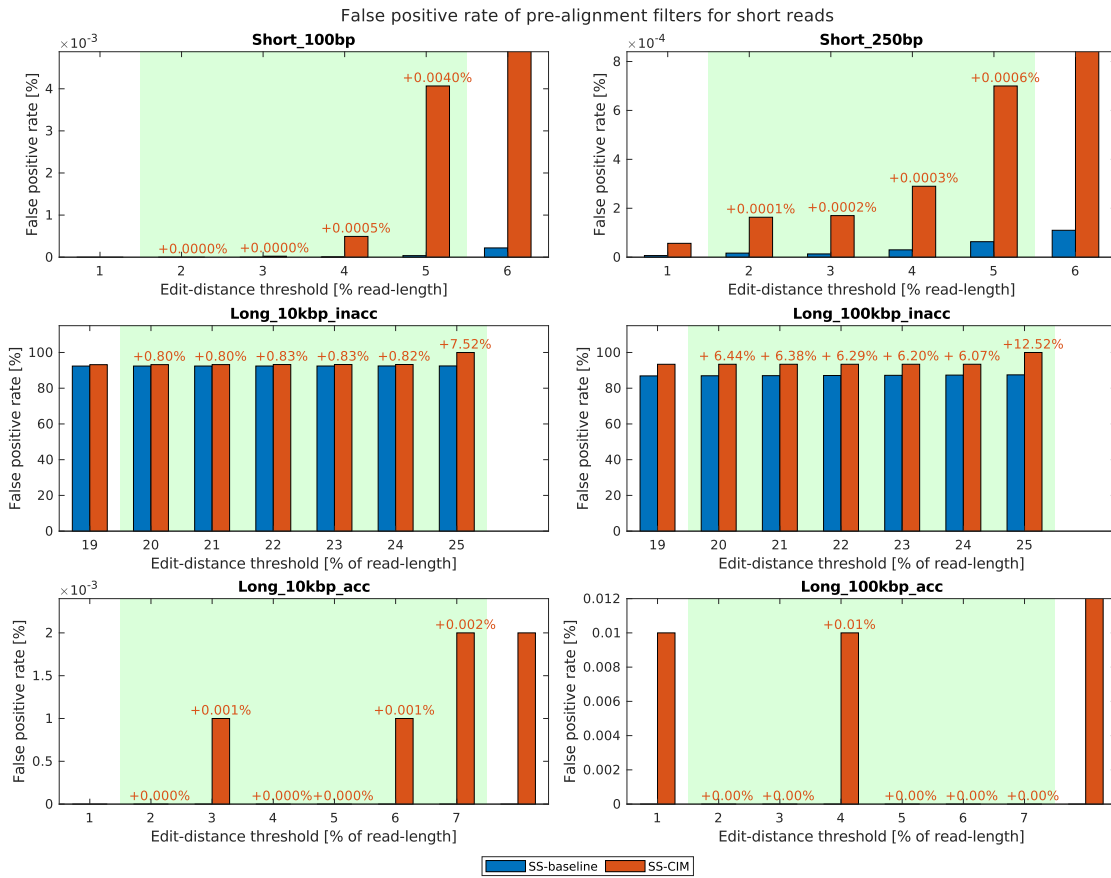 False positive rate of pre-alignment filters for short reads
×10⁻³
Short_100bp
False positive rate [%]
4
3
2
1
0
+0.0000%
+0.0000%
+0.0005%
+0.0040%
1 2 3 4 5 6
Edit-distance threshold [% read-length]
×10⁻⁴
Short_250bp
False positive rate [%]
8
6
4
2
0
+0.0001%
+0.0002%
+0.0003%
+0.0006%
1 2 3 4 5 6
Edit-distance threshold [% read-length]
Long_10kbp_inacc
False positive rate [%]
100
80
60
40
20
0
+0.80% +0.80% +0.83% +0.83% +0.82% +7.52%
19 20 21 22 23 24 25
Edit-distance threshold [% of read-length]
Long_100kbp_inacc
False positive rate [%]
100
80
60
40
20
0
+ 6.44% + 6.38% + 6.29% + 6.20% + 6.07% +12.52%
19 20 21 22 23 24 25
Edit-distance threshold [% of read-length]
×10⁻³
Long_10kbp_acc
False positive rate [%]
2
1.5
1
0.5
0
+0,000% +0.001% +0,000% +0,000% +0.001% +0.002%
1 2 3 4 5 6 7
Edit-distance threshold [% of read-length]
Long_100kbp_acc
False positive rate [%]
0.012
0.01
0.008
0.006
0.004
0.002
0
+0.00% +0.00% +0.01% +0.00% +0.00% +0.00%
1 2 3 4 5 6 7
Edit-distance threshold [% of read-length]
SS-baseline SS-CIM